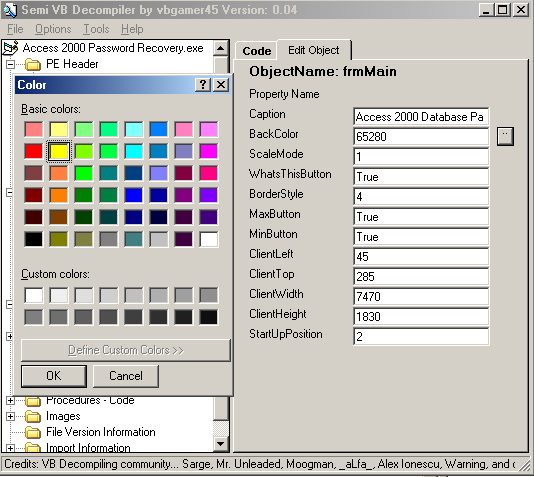 Semi VB Decompiler by vbgamer45 Version: 0.04
File Options Tools Help
Access 2000 Password Recovery.exe
PE Header
Color
Basic colors:
Custom colors:
Define Custom Colors >>
OK Cancel
Procedures - Code
Images
File Version Information
Import Information
Code Edit Object
ObjectName: frmMain
Property Name
Caption Access 2000 Database Pa
BackColor 65280 ..
ScaleMode 1
WhatsThisButton True
BorderStyle 4
MaxButton True
MinButton True
ClientLeft 45
ClientTop 285
ClientWidth 7470
ClientHeight 1830
StartUpPosition 2
Credits: VB Decompiling community... Sarge, Mr. Unleaded, Moogman, _aLfa_, Alex Ionescu, Warning, and